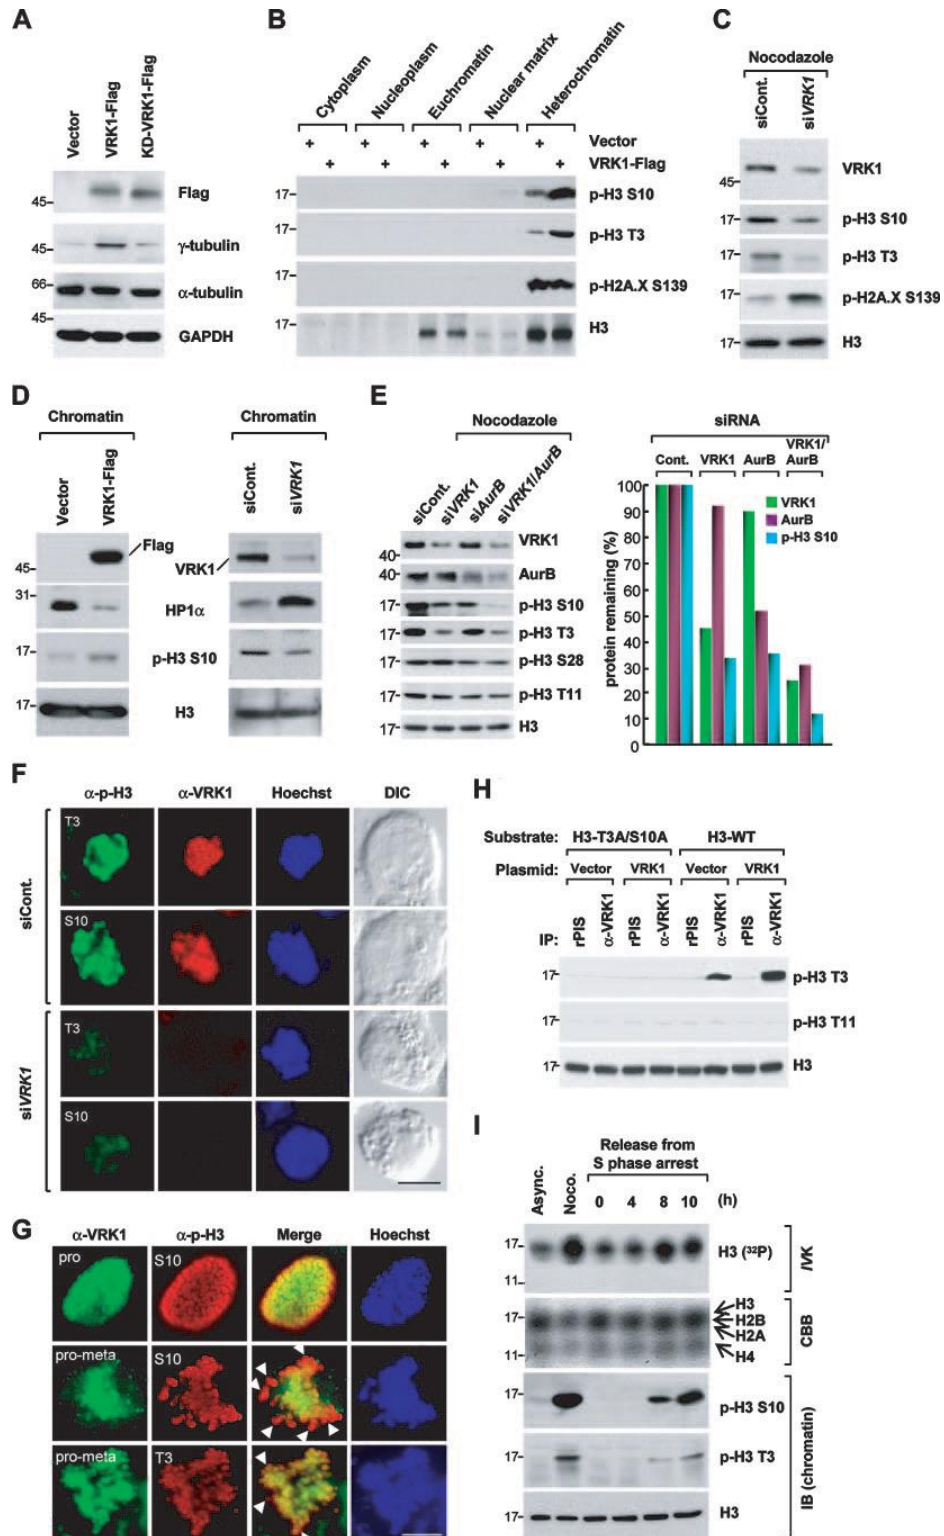 A
Vector
VRK1-Flag
KD-VRK1-Flag
45
Flag
45
γ-tubulin
66
α-tubulin
45
GAPDH
B
Cytoplasm
Nucleoplasm
Euchromatin
Nuclear matrix
Heterochromatin
+ + + + + Vector
+ + + + + VRK1-Flag
17 p-H3 S10
17 p-H3 T3
17 p-H2A.X S139
17 H3
C
Nocodazole
siCont.
siVRK1
VRK1
45
17 p-H3 S10
17 p-H3 T3
17 p-H2A.X S139
17 H3
D
Chromatin
Vector
VRK1-Flag
Flag
45
31
17
17
Chromatin
siCont.
siVRK1
VRK1
HP1α
p-H3 S10
H3
E
Nocodazole
siCont.
siVRK1
siAurB
siVRK1/AurB
40 VRK1
40 AurB
17 p-H3 S10
17 p-H3 T3
17 p-H3 S28
17 p-H3 T11
17 H3
siRNA
Cont. VRK1 AurB VRK1/AurB
protein remaining (%)
100
90
80
70
60
50
40
30
20
10
0
VRK1
AurB
p-H3 S10
F
α-p-H3 α-VRK1 Hoechst DIC
siCont.
T3
S10
siVRK1
T3
S10
G
α-VRK1 α-p-H3 Merge Hoechst
pro S10
pro-meta S10
pro-meta T3
H
Substrate: H3-T3A/S10A H3-WT
Plasmid: Vector VRK1 Vector VRK1
IP: rPIS α-VRK1 rPIS α-VRK1 rPIS α-VRK1 rPIS α-VRK1
17 p-H3 T3
17 p-H3 T11
17 H3
I
Release from
S phase arrest
Async. Noco. 0 4 8 10 (h)
17 H3 (³²P)
11
IVK
17
11
H3
H2B
H2A
H4
CBB
17 p-H3 S10
17 p-H3 T3
17 H3
IB (chromatin)